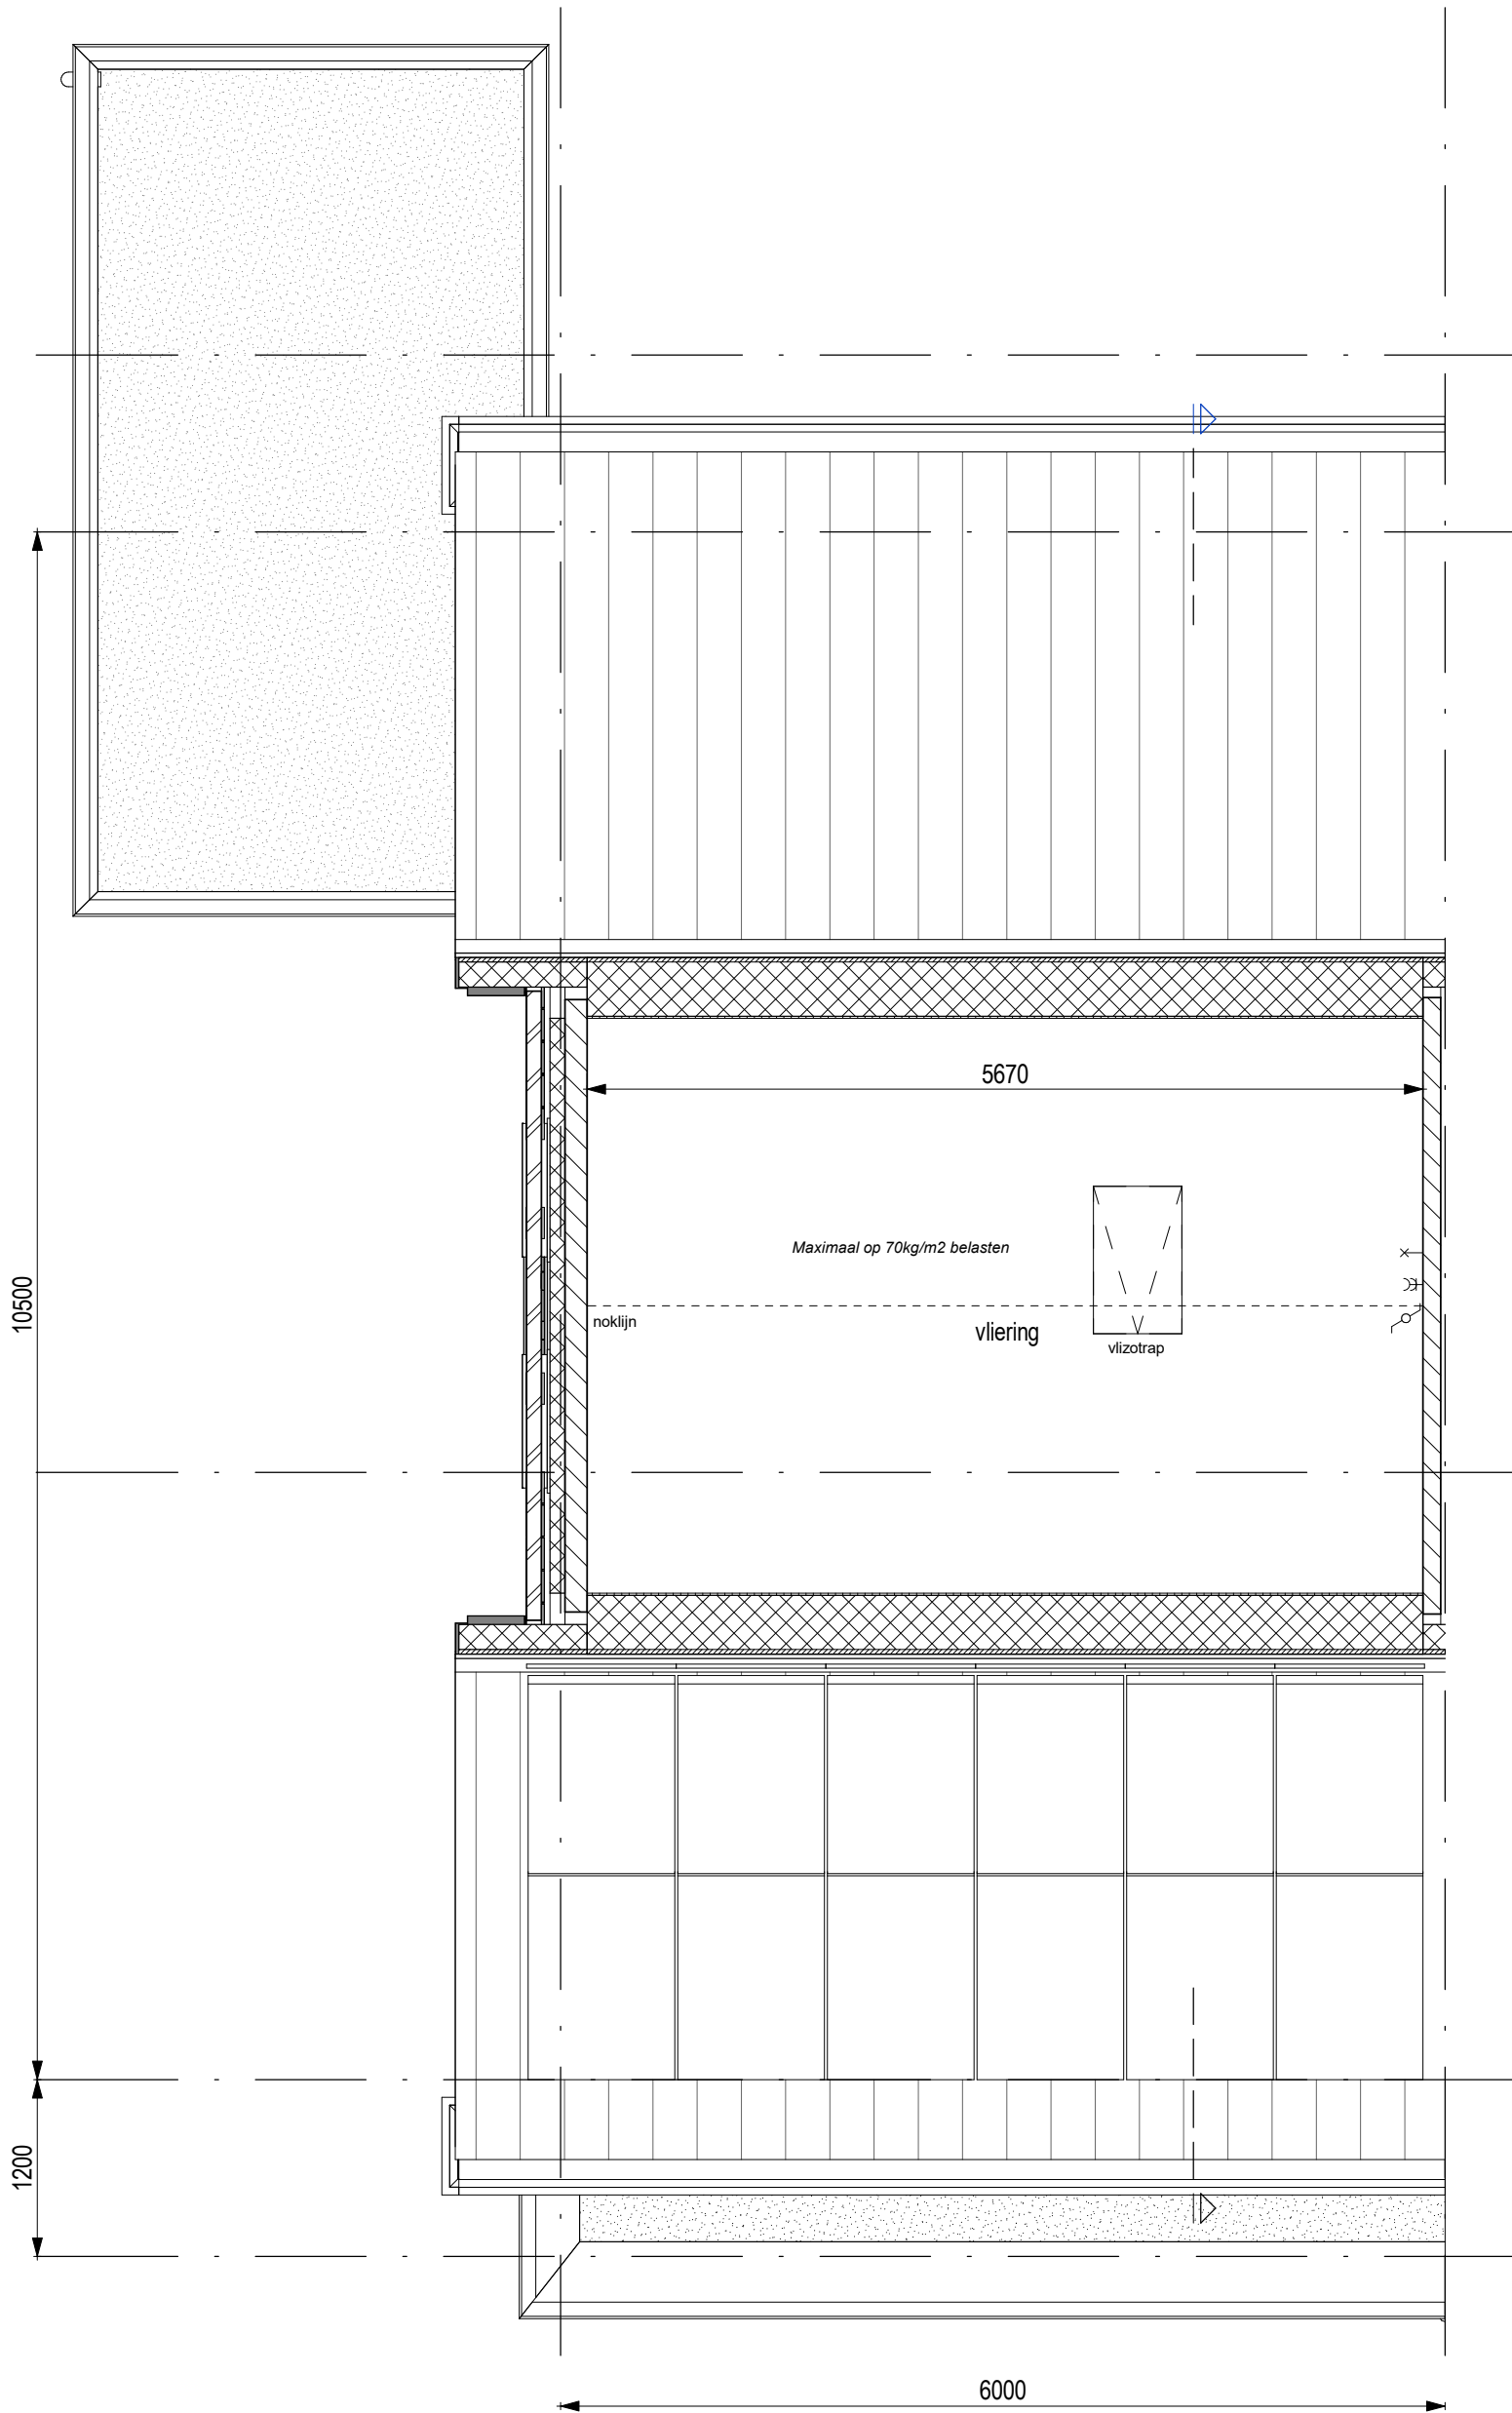 5670
Maximaal op 70kg/m2 belasten
noklijn
vliering
vlizotrap
10500
1200
6000